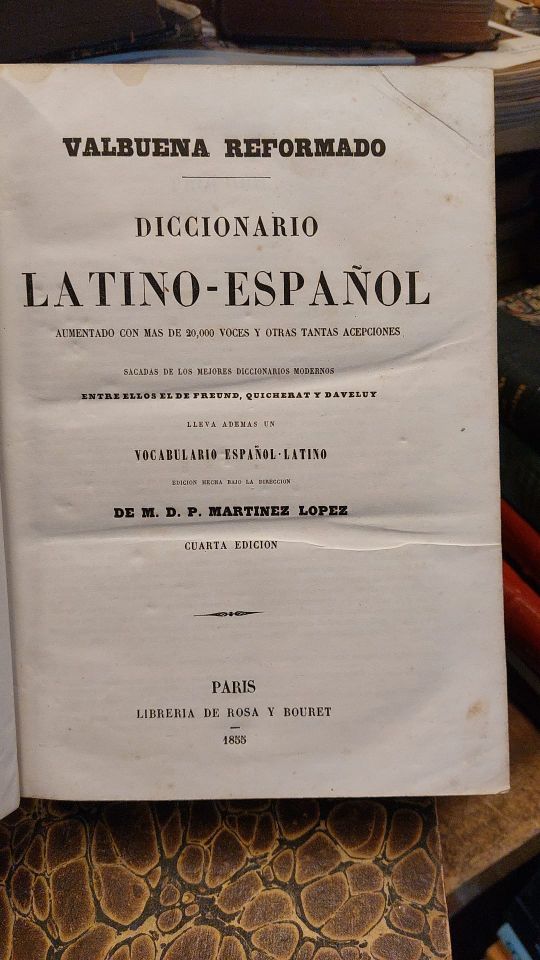 VALBUENA REFORMADO
DICCIONARIO
LATINO-ESPAÑOL
AUMENTADO CON MAS DE 20,000 VOCES Y OTRAS TANTAS ACEPCIONES
SACADAS DE LOS MEJORES DICCIONARIOS MODERNOS
ENTRE ELLOS EL DE FREUND, QUICHERAT Y DAVELUY
LLEVA ADEMAS UN
VOCABULARIO ESPAÑOL-LATINO
EDICION HECHA BAJO LA DIRECCION
DE M. D. P. MARTINEZ LOPEZ
CUARTA EDICION
PARIS
LIBRERIA DE ROSA Y BOURET
1855